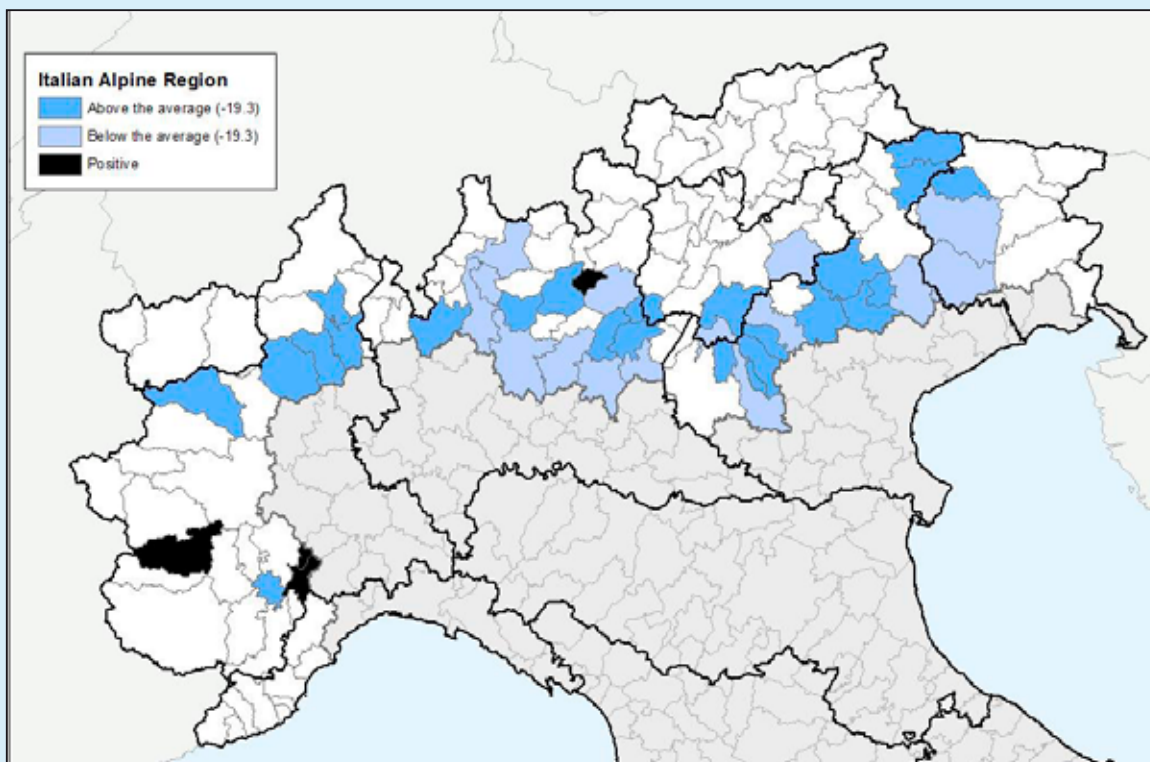 Italian Alpine Region
Above the average (-19.3)
Below the average (-19.3)
Positive